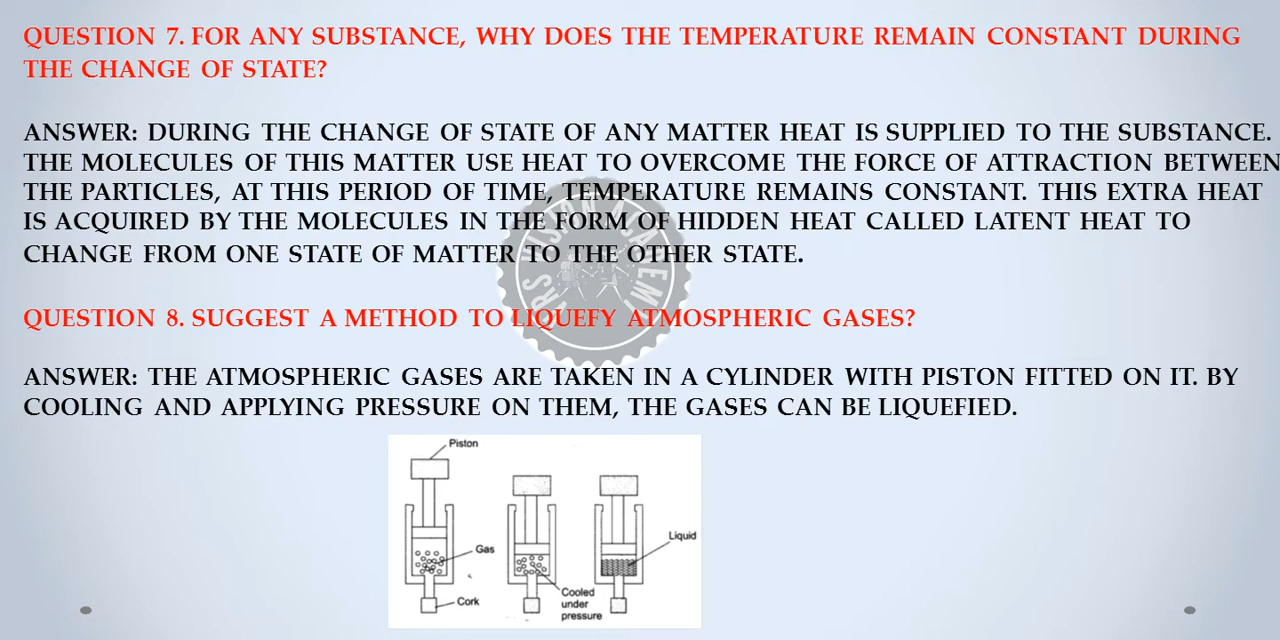 QUESTION 7. FOR ANY SUBSTANCE, WHY DOES THE TEMPERATURE REMAIN CONSTANT DURING
THE CHANGE OF STATE?
ANSWER: DURING THE CHANGE OF STATE OF ANY MATTER HEAT IS SUPPLIED TO THE SUBSTANCE.
THE MOLECULES OF THIS MATTER USE HEAT TO OVERCOME THE FORCE OF ATTRACTION BETWEEN
THE PARTICLES, AT THIS PERIOD OF TIME, TEMPERATURE REMAINS CONSTANT. THIS EXTRA HEAT
IS ACQUIRED BY THE MOLECULES IN THE FORM OF HIDDEN HEAT CALLED LATENT HEAT TO
CHANGE FROM ONE STATE OF MATTER TO THE OTHER STATE.
QUESTION 8. SUGGEST A METHOD TO LIQUEFY ATMOSPHERIC GASES?
ANSWER: THE ATMOSPHERIC GASES ARE TAKEN IN A CYLINDER WITH PISTON FITTED ON IT. BY
COOLING AND APPLYING PRESSURE ON THEM, THE GASES CAN BE LIQUEFIED.
Piston
Gas
Cork
Cooled
under
pressure
Liquid